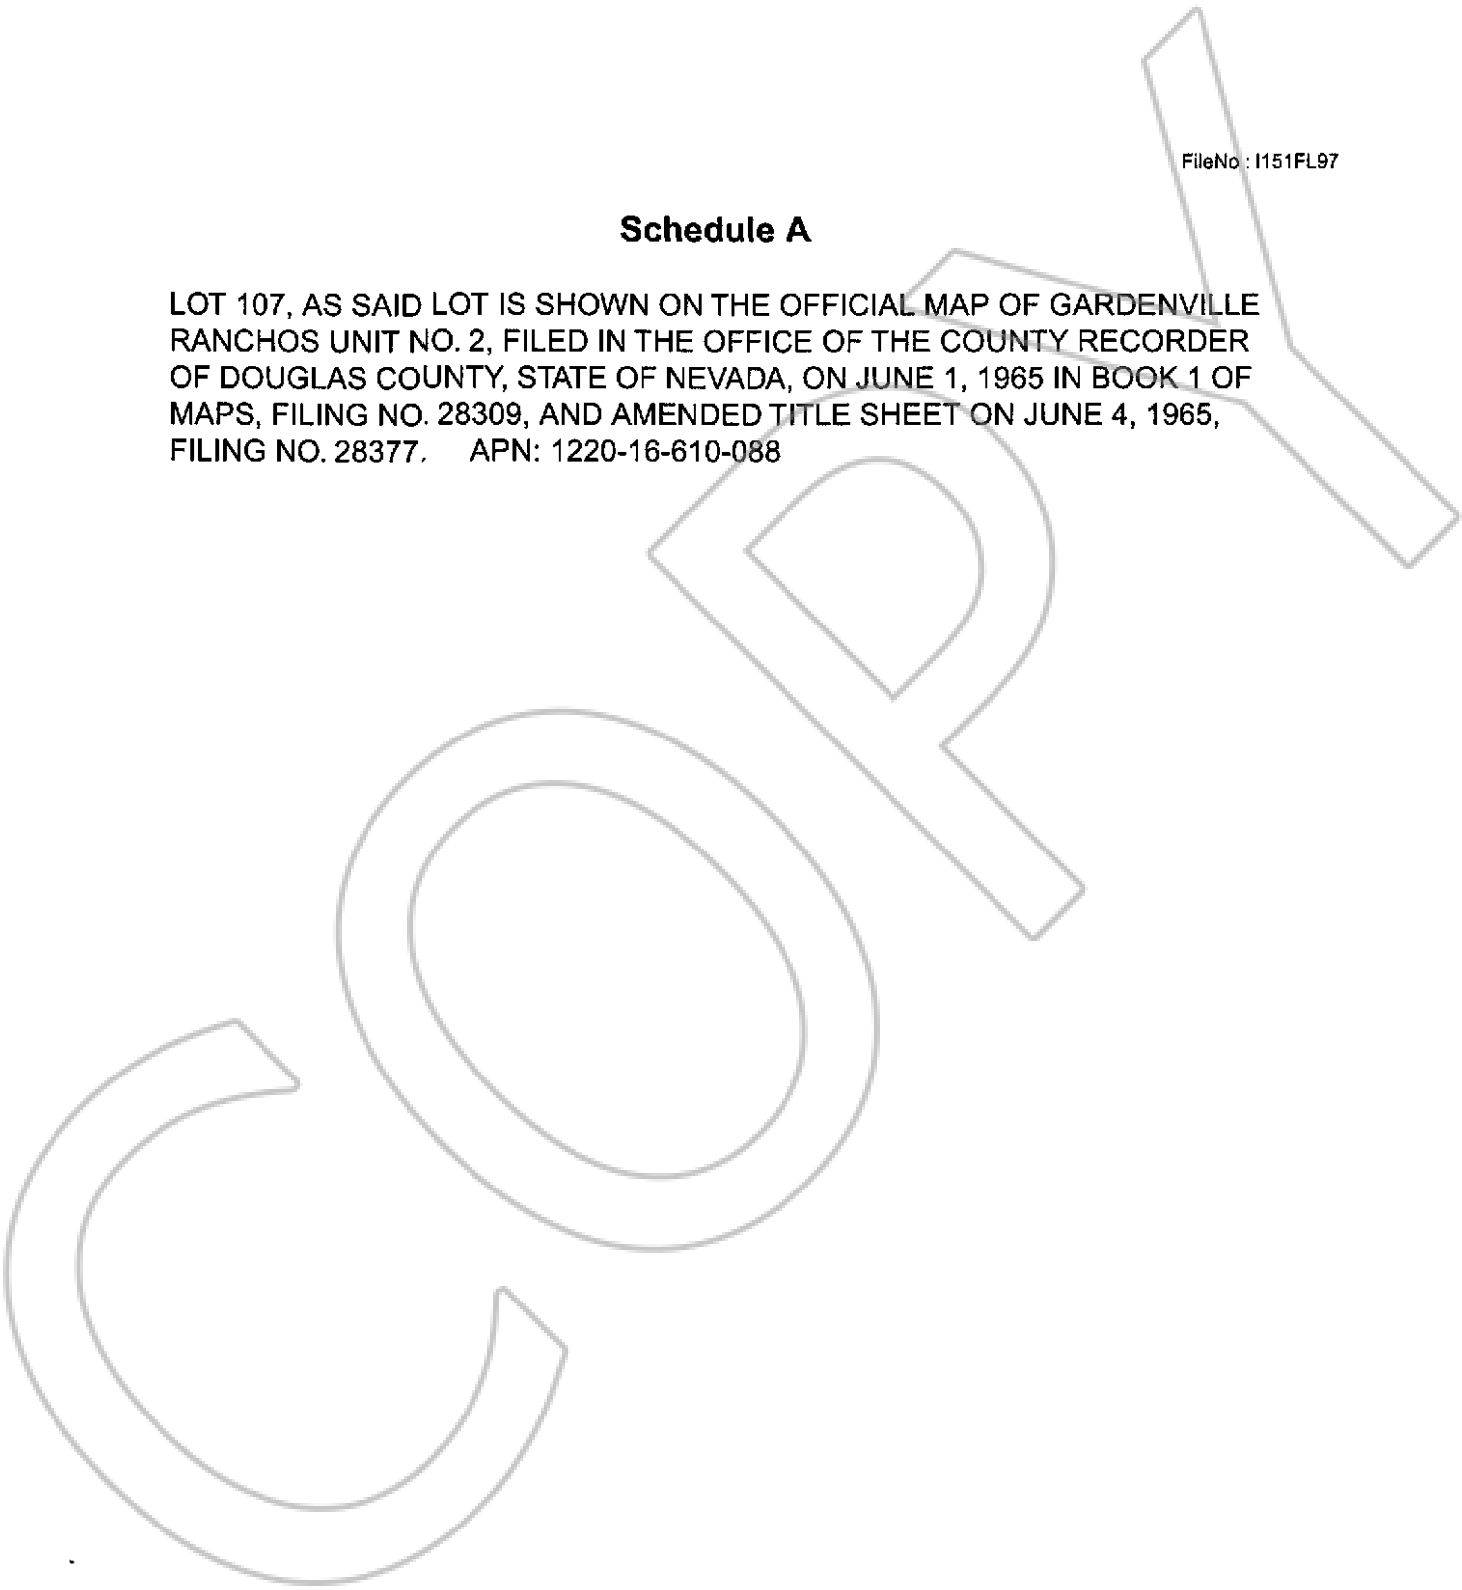 FileNo : I151FL97
Schedule A
LOT 107, AS SAID LOT IS SHOWN ON THE OFFICIAL MAP OF GARDENVILLE
RANCHOS UNIT NO. 2, FILED IN THE OFFICE OF THE COUNTY RECORDER
OF DOUGLAS COUNTY, STATE OF NEVADA, ON JUNE 1, 1965 IN BOOK 1 OF
MAPS, FILING NO. 28309, AND AMENDED TITLE SHEET ON JUNE 4, 1965,
FILING NO. 28377. APN: 1220-16-610-088
COPY